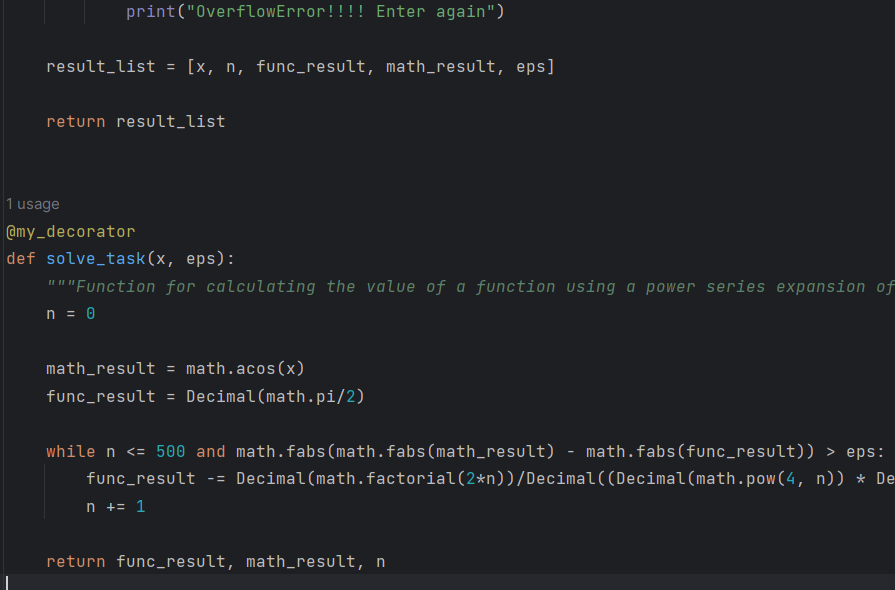 print("OverflowError!!!! Enter again")
result_list = [x, n, func_result, math_result, eps]
return result_list
1 usage
@my_decorator
def solve_task(x, eps):
"""Function for calculating the value of a function using a power series expansion of
n = 0
math_result = math.acos(x)
func_result = Decimal(math.pi/2)
while n <= 500 and math.fabs(math.fabs(math_result) - math.fabs(func_result)) > eps:
func_result -= Decimal(math.factorial(2*n))/Decimal((Decimal(math.pow(4, n)) * De
n += 1
return func_result, math_result, n